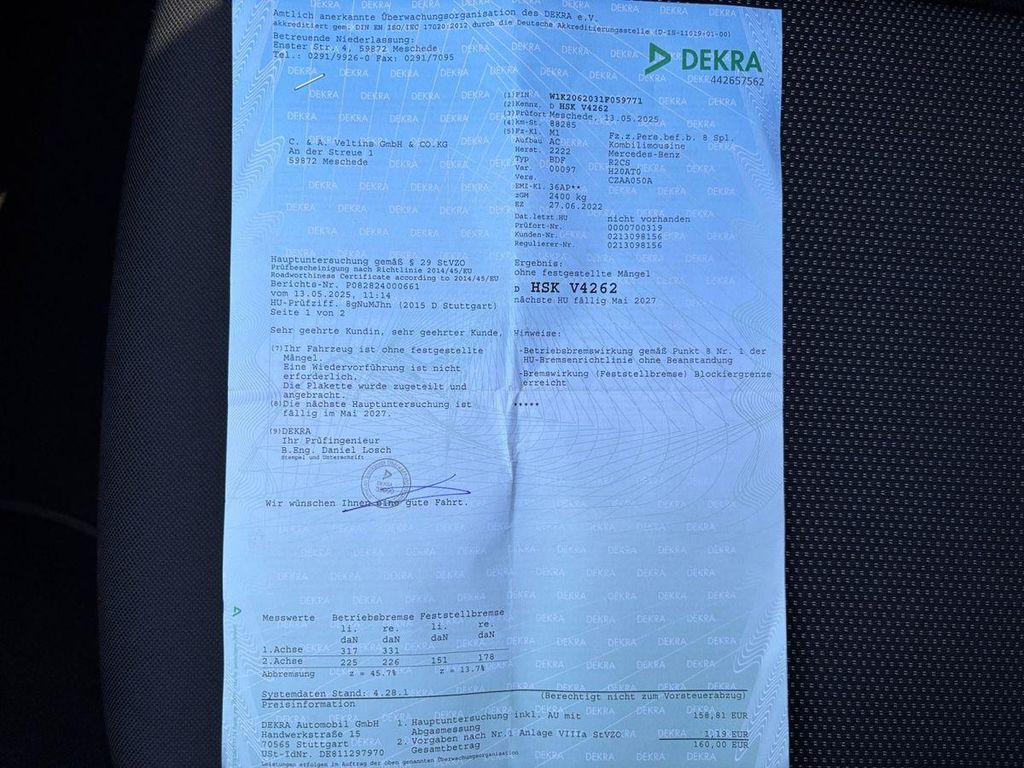 Amtlich anerkannte Überwachungsorganisation des DEKRA e.V.
akkreditiert gem. DIN EN ISO/IEC 17020:2012 durch die Deutsche Akkreditierungsstelle (D-IS-11019-01-00)
Betreuende Niederlassung:
Enster Str. 4, 59872 Meschede
Tel.: 0291/9926-0 Fax: 0291/7095
DEKRA
442657562
C. & A. Veltins GmbH & CO.KG
An der Streue 1
59872 Meschede
(1) FIN W1K2062031F059771
(2) Kennz. D HSK V4262
(3) Prüfort Meschede, 13.05.2025
(4) km-St. 88285
(5) Fz-Kl. M1 Fz.z.Pers.bef.b. 8 Spl.
Aufbau AC Kombilimousine
Herst. 2222 Mercedes-Benz
Typ BDF R2CS
Var. 00097 H20AT0
Vers. CZAA050A
EMI-Kl. 36AP**
zGM 2400 kg
EZ 27.06.2022
Dat.letzt.HU nicht vorhanden
Prüfort-Nr. 0000700319
Kunden-Nr. 0213098156
Regulierer-Nr. 0213098156
Hauptuntersuchung gemäß § 29 StVZO
Prüfbescheinigung nach Richtlinie 2014/45/EU
Roadworthiness Certificate according to 2014/45/EU
Berichts-Nr. P082824000661
vom 13.05.2025, 11:14
HU-Prüfziff. 8gNuMJhn (2015 D Stuttgart)
Seite 1 von 2
Ergebnis:
ohne festgestellte Mängel
D HSK V4262
nächste HU fällig Mai 2027
Sehr geehrte Kundin, sehr geehrter Kunde,
(7) Ihr Fahrzeug ist ohne festgestellte
Mängel.
Eine Wiedervorführung ist nicht
erforderlich.
Die Plakette wurde zugeteilt und
angebracht.
(8) Die nächste Hauptuntersuchung ist
fällig im Mai 2027.
(9) DEKRA
Ihr Prüfingenieur
B.Eng. Daniel Losch
Stempel und Unterschrift
Wir wünschen Ihnen eine gute Fahrt.
Hinweise:
-Betriebsbremswirkung gemäß Punkt 8 Nr. 1 der
HU-Bremsenrichtlinie ohne Beanstandung
-Bremswirkung (Feststellbremse) Blockiergrenze
erreicht
*****
Messwerte Betriebsbremse Feststellbremse
li. re. li. re.
daN daN daN daN
1.Achse 317 331
2.Achse 225 226 151 178
Abbremsung z = 45.7% z = 13.7%
Systemdaten Stand: 4.28.1 (Berechtigt nicht zum Vorsteuerabzug)
Preisinformation
DEKRA Automobil GmbH
Handwerkstraße 15
70565 Stuttgart
USt-IdNr. DE811297970
1. Hauptuntersuchung inkl. AU mit 158,81 EUR
Abgasmessung
2. Vorgaben nach Nr.1 Anlage VIIIa StVZO 1,19 EUR
Gesamtbetrag 160,00 EUR
Leistungen erfolgen im Auftrag der oben genannten Überwachungsorganisation